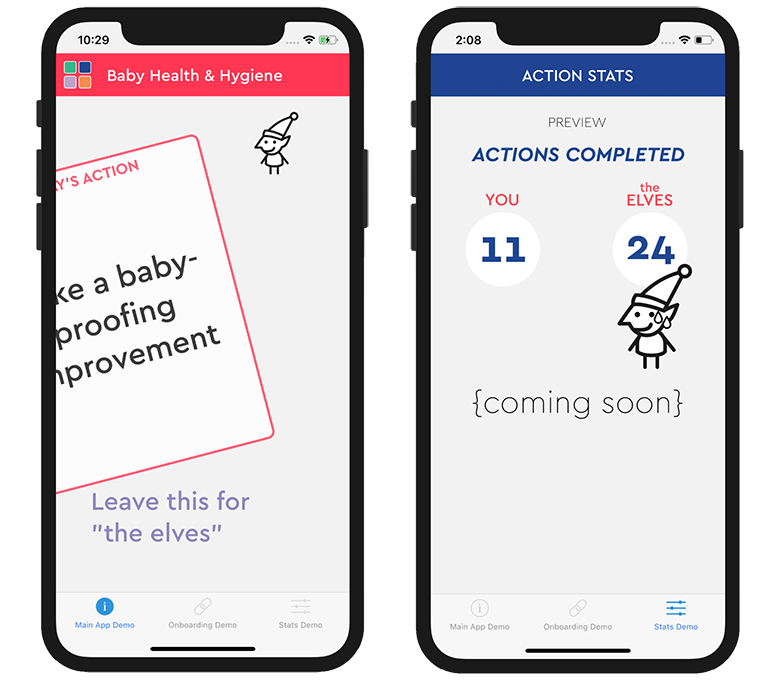 10:29
Baby Health & Hygiene
Y'S ACTION
ke a baby-
proofing
nprovement
Leave this for
"the elves"
Main App Demo
Onboarding Demo
Stats Demo
2:08
ACTION STATS
PREVIEW
ACTIONS COMPLETED
YOU
the
ELVES
11
24
{coming soon}
Main App Demo
Onboarding Demo
Stats Demo